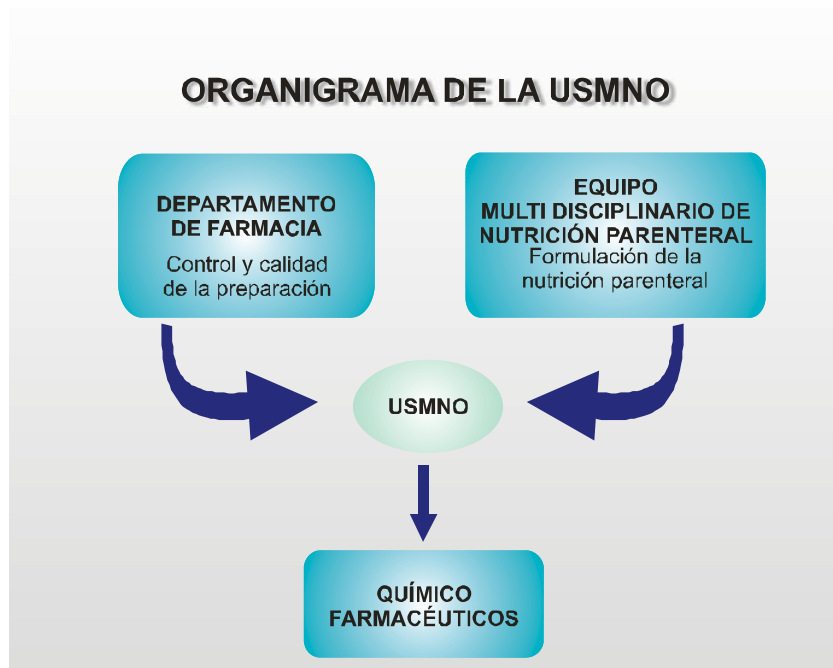 ORGANIGRAMA DE LA USMNO
DEPARTAMENTO
DE FARMACIA
Control y calidad
de la preparación
EQUIPO
MULTI DISCIPLINARIO DE
NUTRICIÓN PARENTERAL
Formulación de la
nutrición parenteral
USMNO
QUÍMICO
FARMACÉUTICOS